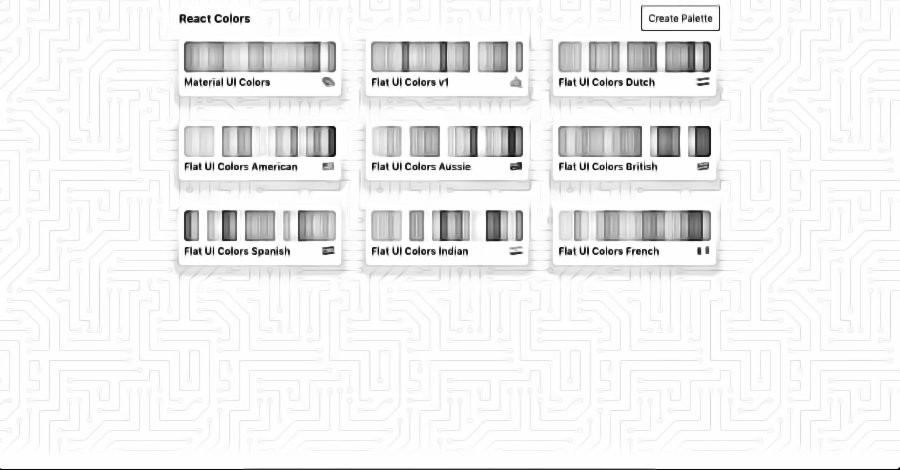 React Colors
Create Palette
Material UI Colors
Flat UI Colors v1
Flat UI Colors Dutch
Flat UI Colors American
Flat UI Colors Aussie
Flat UI Colors British
Flat UI Colors Spanish
Flat UI Colors Indian
Flat UI Colors French